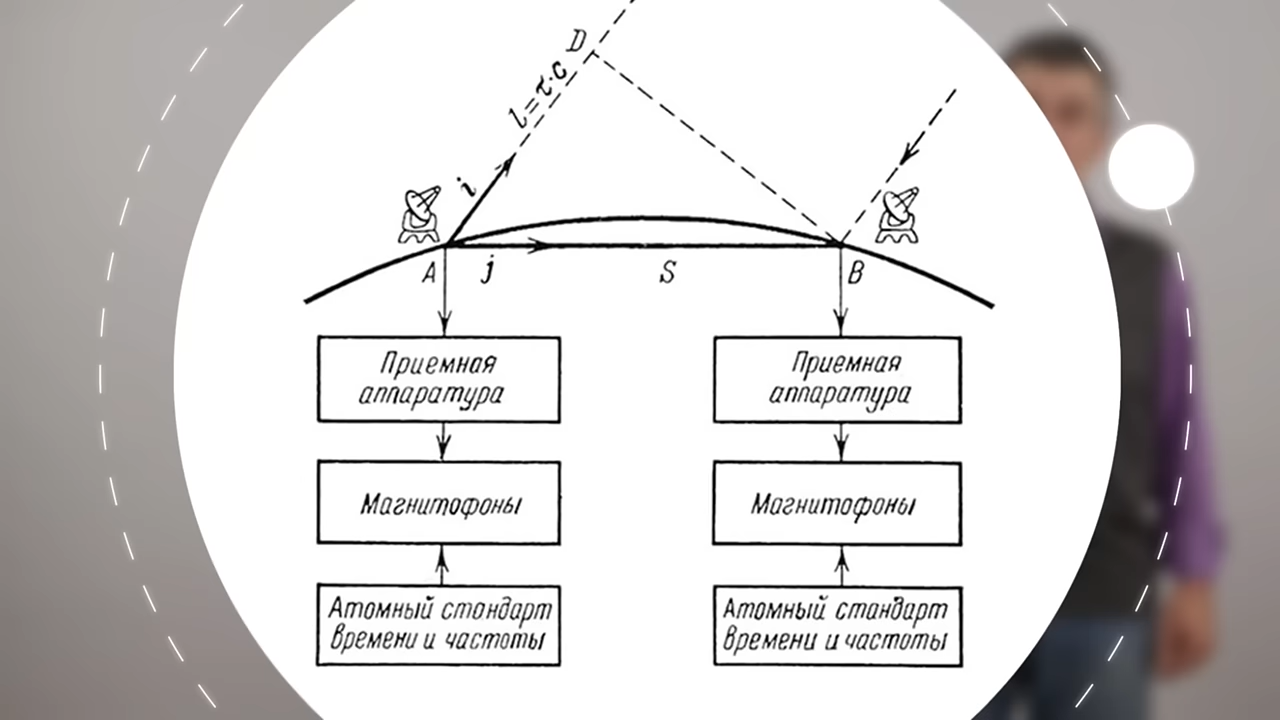 D
l=τ·c
i
A
j
S
B
Приемная
аппаратура
Приемная
аппаратура
Магнитофоны
Магнитофоны
Атомный стандарт
времени и частоты
Атомный стандарт
времени и частоты